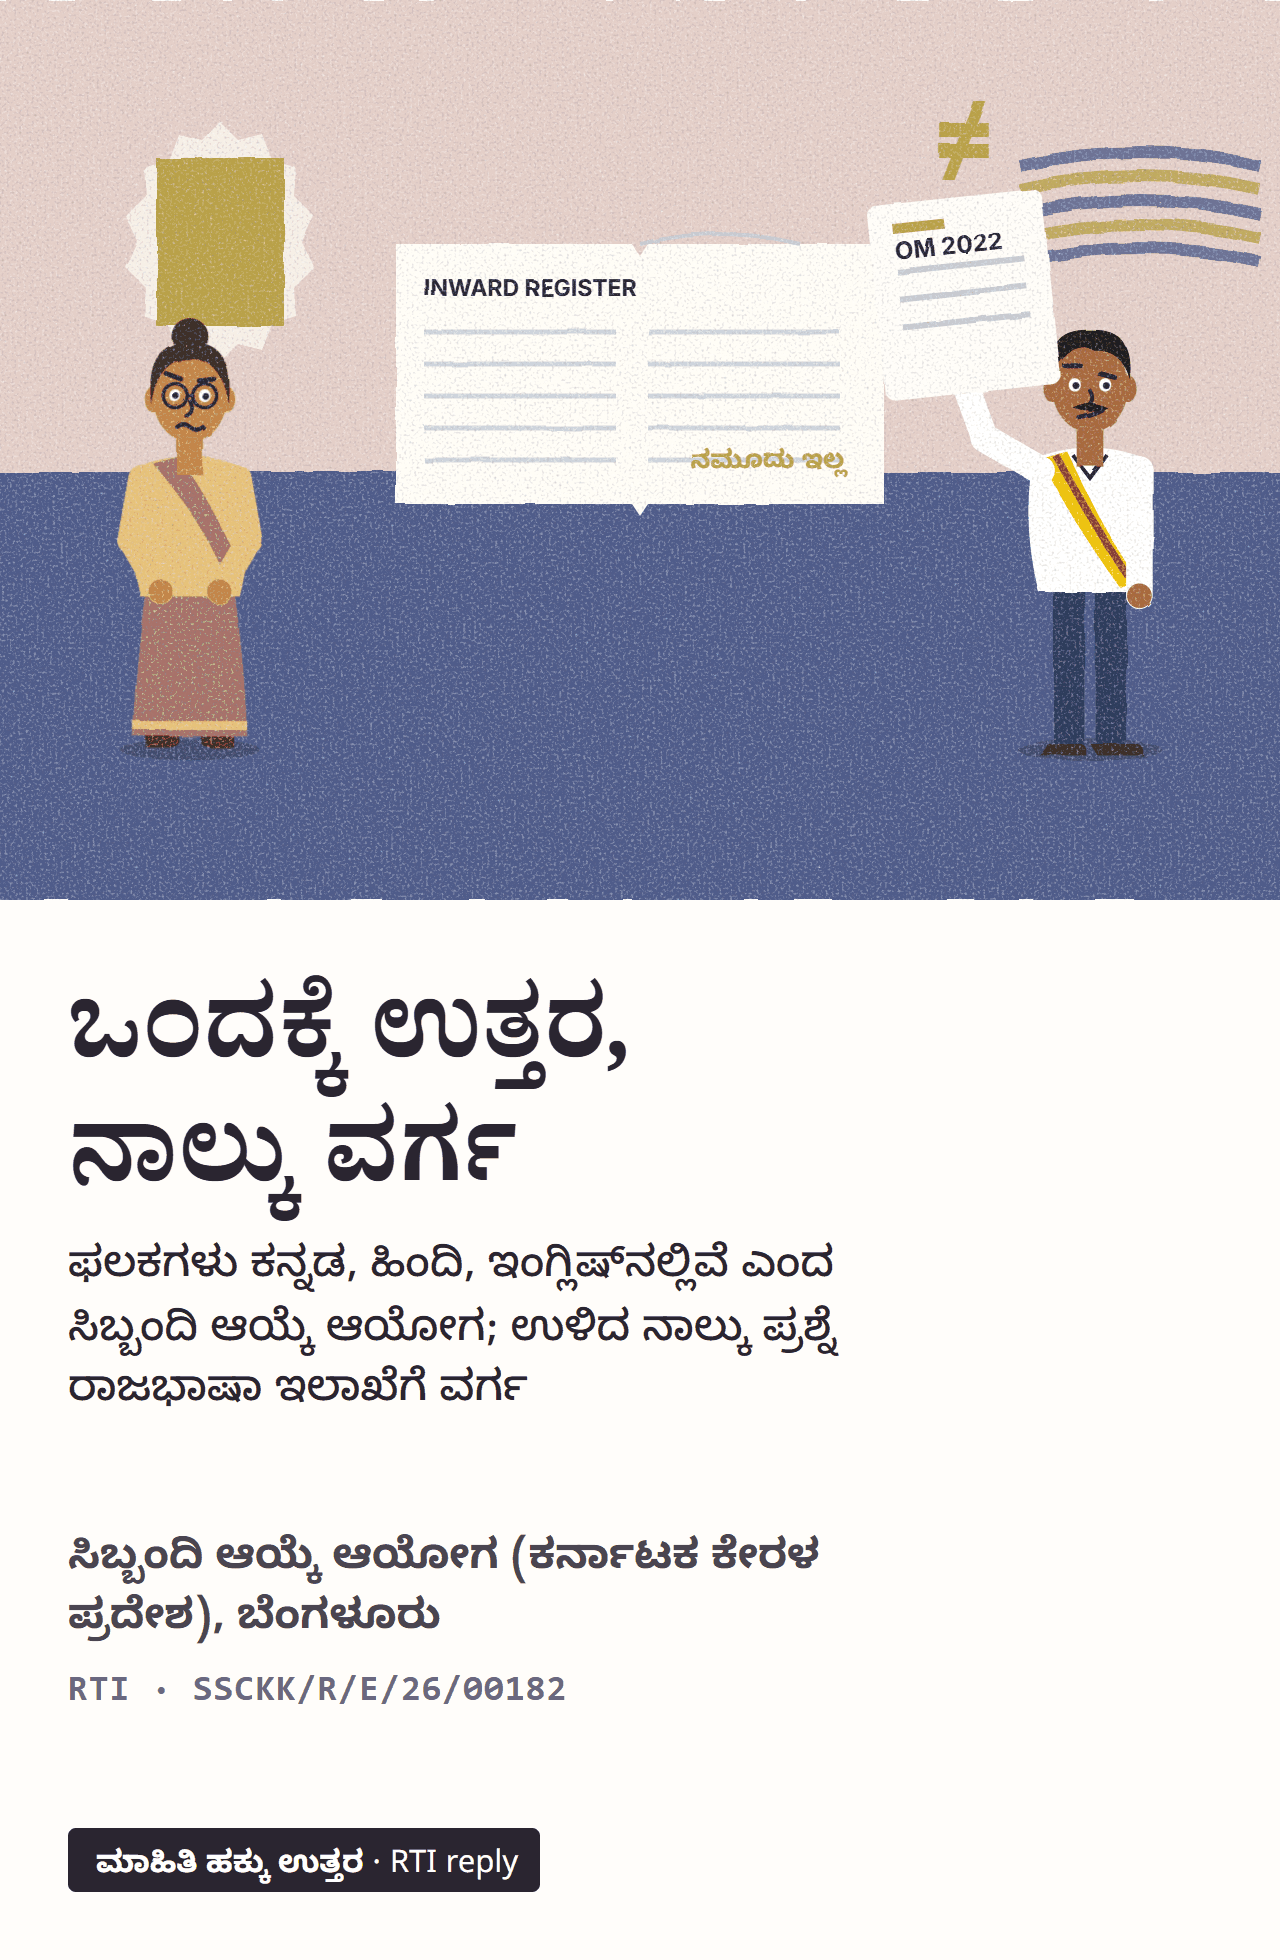 INWARD REGISTER
ನಮೂದು ಇಲ್ಲ
≠
OM 2022
ಒಂದಕ್ಕೆ ಉತ್ತರ,
ನಾಲ್ಕು ವರ್ಗ
ಫಲಕಗಳು ಕನ್ನಡ, ಹಿಂದಿ, ಇಂಗ್ಲಿಷ್‌ನಲ್ಲಿವೆ ಎಂದ
ಸಿಬ್ಬಂದಿ ಆಯ್ಕೆ ಆಯೋಗ; ಉಳಿದ ನಾಲ್ಕು ಪ್ರಶ್ನೆ
ರಾಜಭಾಷಾ ಇಲಾಖೆಗೆ ವರ್ಗ
ಸಿಬ್ಬಂದಿ ಆಯ್ಕೆ ಆಯೋಗ (ಕರ್ನಾಟಕ ಕೇರಳ
ಪ್ರದೇಶ), ಬೆಂಗಳೂರು
RTI · SSCKK/R/E/26/00182
ಮಾಹಿತಿ ಹಕ್ಕು ಉತ್ತರ · RTI reply